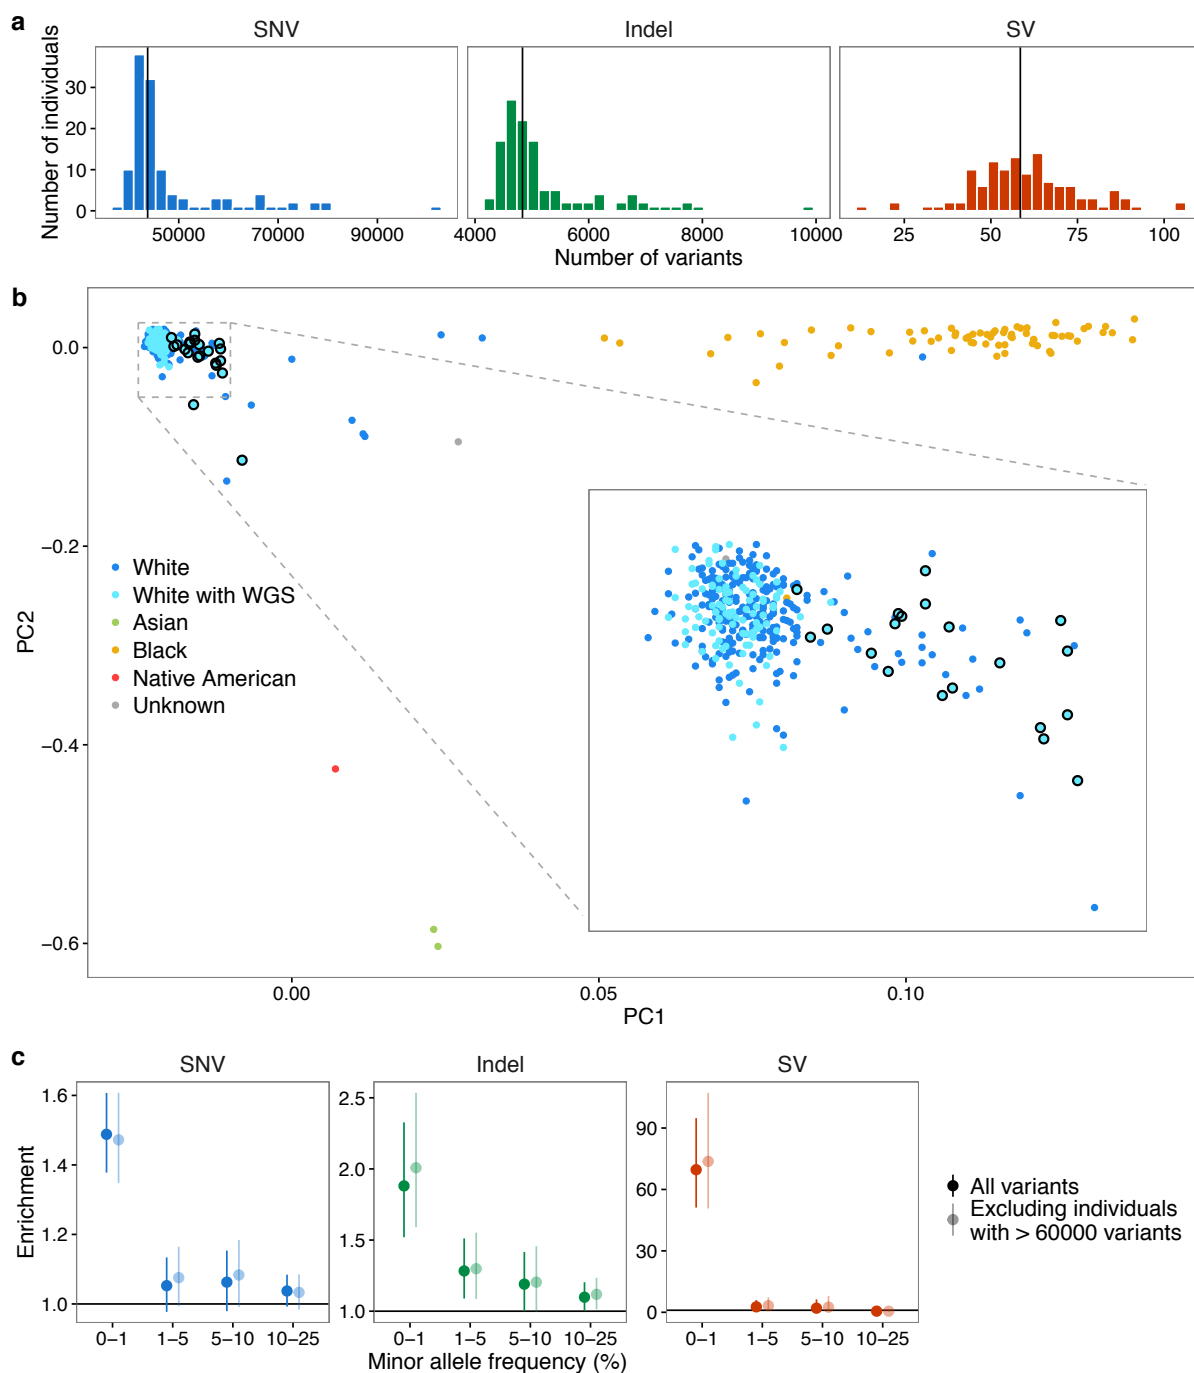 a
SNV Indel SV
Number of individuals
30
20
10
0
50000 70000 90000 4000 6000 8000 10000 25 50 75 100
Number of variants
b
0.0
−0.2
−0.4
−0.6
PC2
White
White with WGS
Asian
Black
Native American
Unknown
0.00 0.05 0.10
PC1
c
SNV Indel SV
Enrichment
1.6
1.4
1.2
1.0
2.5
2.0
1.5
1.0
90
60
30
0
0−1 1−5 5−10 10−25 0−1 1−5 5−10 10−25 0−1 1−5 5−10 10−25
Minor allele frequency (%)
All variants
Excluding individuals
with > 60000 variants